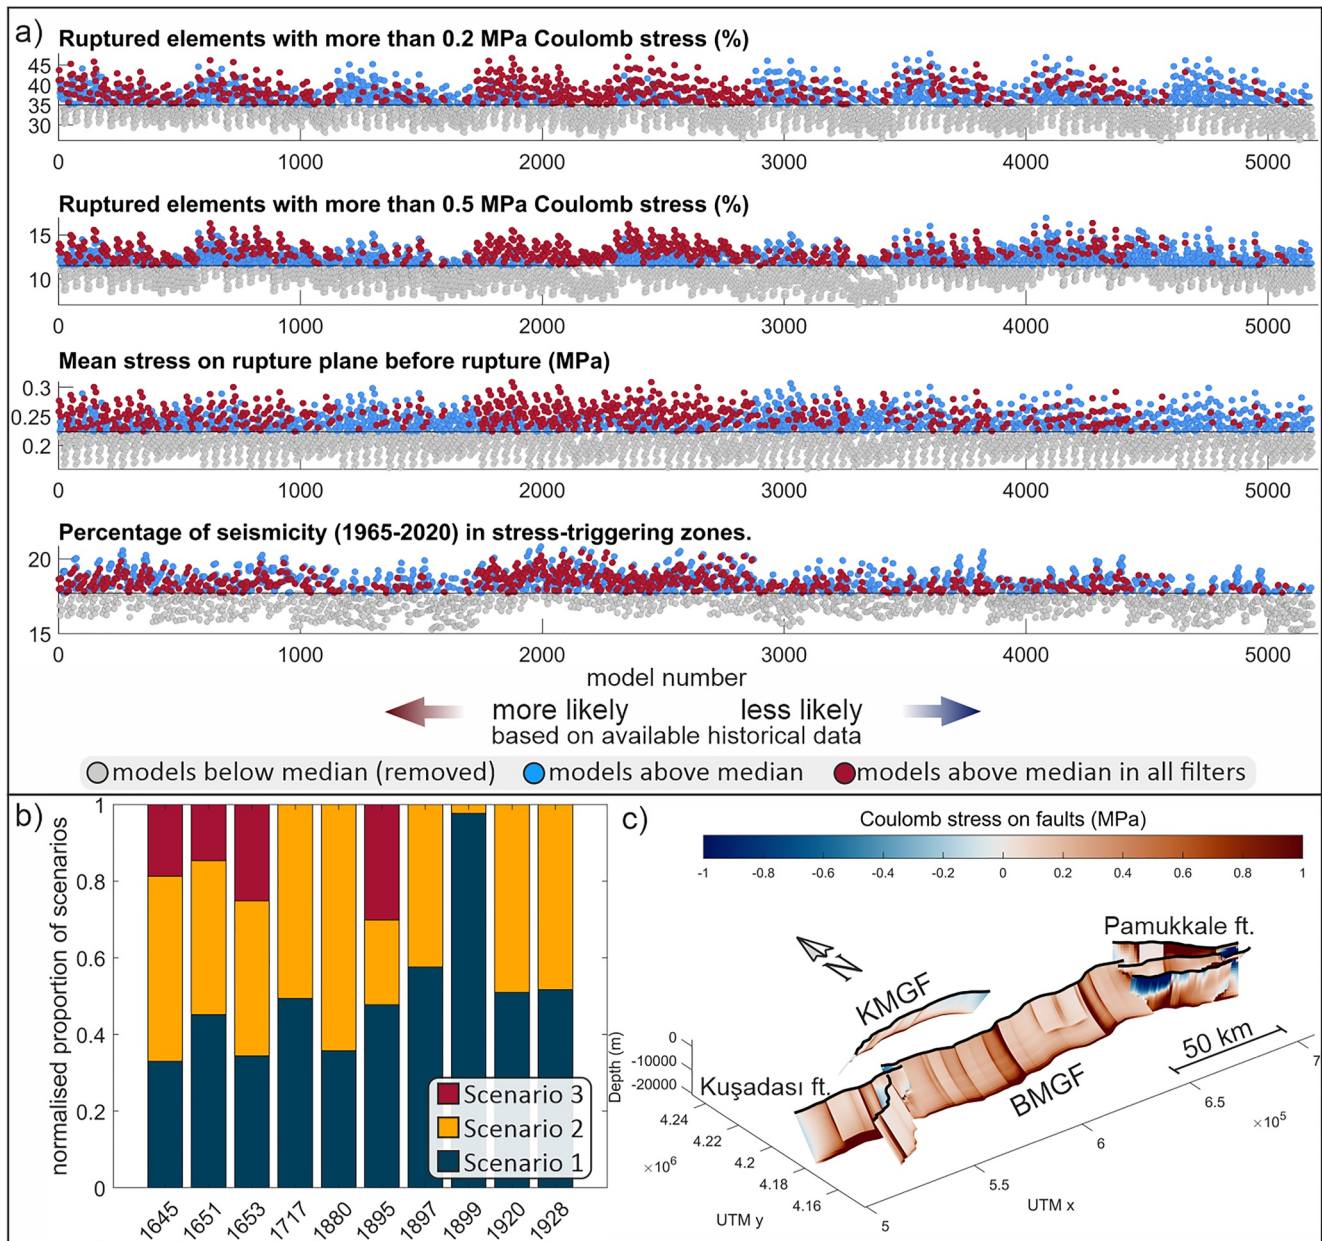 a)
Ruptured elements with more than 0.2 MPa Coulomb stress (%)
45
40
35
30
0 1000 2000 3000 4000 5000
Ruptured elements with more than 0.5 MPa Coulomb stress (%)
15
10
0 1000 2000 3000 4000 5000
Mean stress on rupture plane before rupture (MPa)
0.3
0.25
0.2
0 1000 2000 3000 4000 5000
Percentage of seismicity (1965-2020) in stress-triggering zones.
20
15
0 1000 2000 3000 4000 5000
model number
more likely less likely
based on available historical data
models below median (removed) models above median models above median in all filters
b)
normalised proportion of scenarios
1
0.8
0.6
0.4
0.2
0
Scenario 3
Scenario 2
Scenario 1
1645 1651 1653 1717 1880 1895 1897 1899 1920 1928
c)
Coulomb stress on faults (MPa)
-1 -0.8 -0.6 -0.4 -0.2 0 0.2 0.4 0.6 0.8 1
Pamukkale ft.
N
KMGF
50 km
BMGF
Kuşadası ft.
Depth (m)
0
-10000
-20000
4.24
4.22
4.2
4.18
4.16
×10⁶
UTM y
5
5.5
6
6.5
7
×10⁵
UTM x